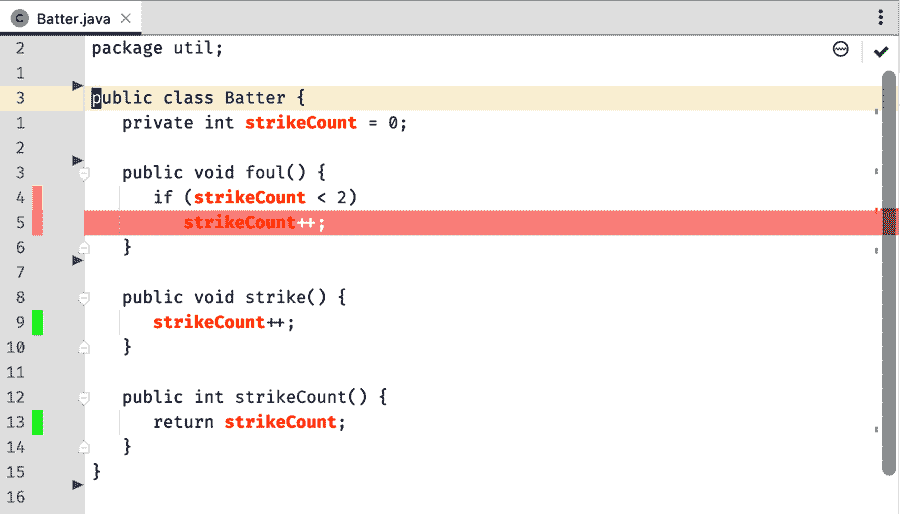 C Batter.java ×
2 package util;
1
3 public class Batter {
1 private int strikeCount = 0;
2
3 public void foul() {
4 if (strikeCount < 2)
5 strikeCount++;
6 }
7
8 public void strike() {
9 strikeCount++;
10 }
11
12 public int strikeCount() {
13 return strikeCount;
14 }
15 }
16